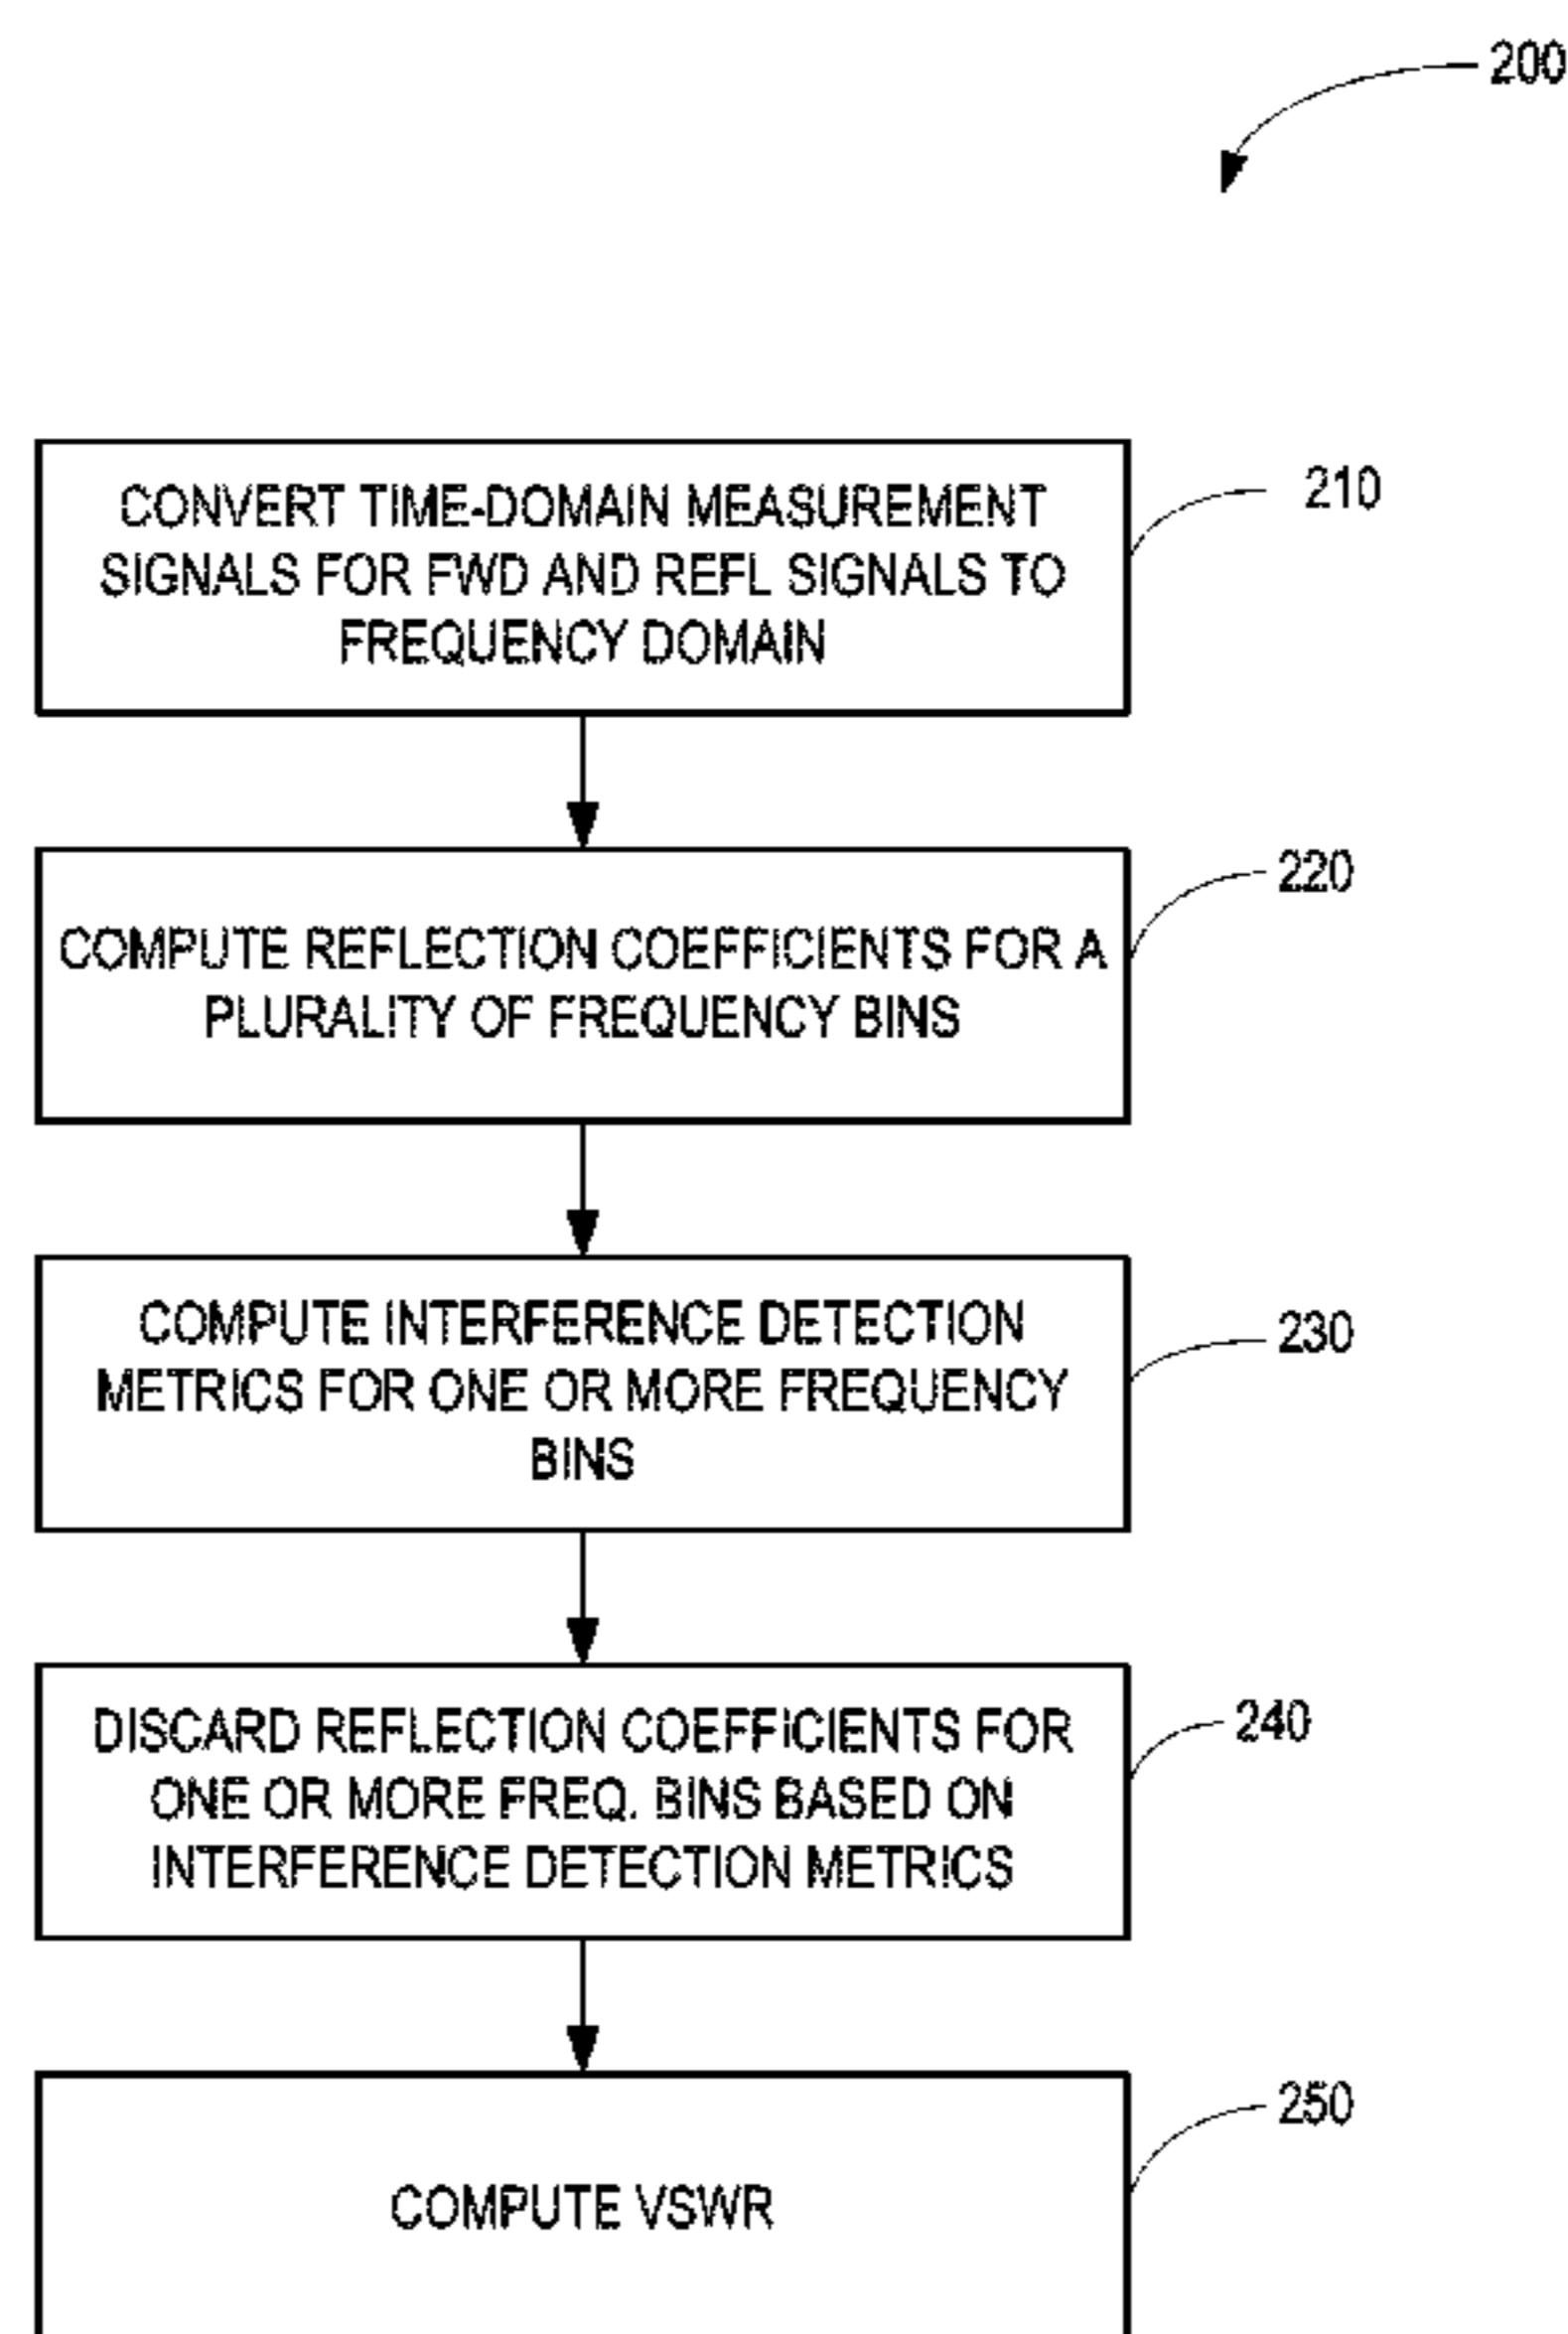 200
CONVERT TIME-DOMAIN MEASUREMENT
SIGNALS FOR FWD AND REFL SIGNALS TO
FREQUENCY DOMAIN
210
COMPUTE REFLECTION COEFFICIENTS FOR A
PLURALITY OF FREQUENCY BINS
220
COMPUTE INTERFERENCE DETECTION
METRICS FOR ONE OR MORE FREQUENCY
BINS
230
DISCARD REFLECTION COEFFICIENTS FOR
ONE OR MORE FREQ. BINS BASED ON
INTERFERENCE DETECTION METRICS
240
COMPUTE VSWR
250